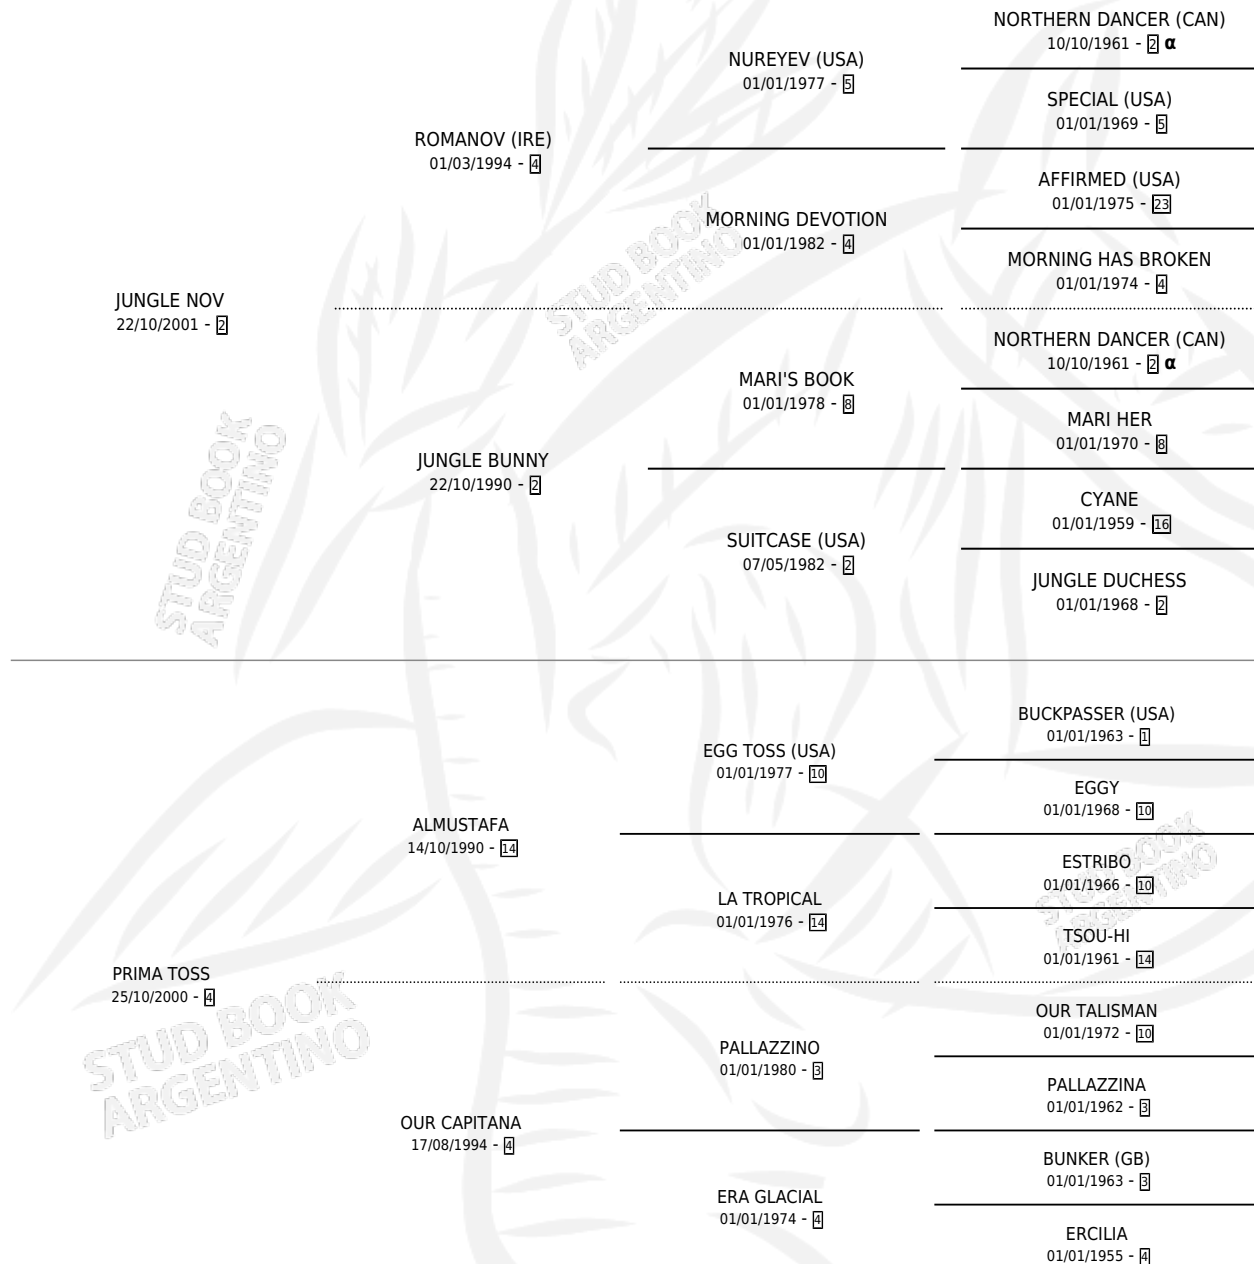 NORTHERN DANCER (CAN)
10/10/1961 - 2 α
NUREYEV (USA)
01/01/1977 - 5
SPECIAL (USA)
01/01/1969 - 5
ROMANOV (IRE)
01/03/1994 - 4
AFFIRMED (USA)
01/01/1975 - 23
MORNING DEVOTION
01/01/1982 - 4
MORNING HAS BROKEN
01/01/1974 - 4
JUNGLE NOV
22/10/2001 - 2
NORTHERN DANCER (CAN)
10/10/1961 - 2 α
MARI'S BOOK
01/01/1978 - 8
MARI HER
01/01/1970 - 8
JUNGLE BUNNY
22/10/1990 - 2
CYANE
01/01/1959 - 16
SUITCASE (USA)
07/05/1982 - 2
JUNGLE DUCHESS
01/01/1968 - 2
STUD BOOK
ARGENTINO
STUD BOOK
ARGENTINO
BUCKPASSER (USA)
01/01/1963 - 1
EGG TOSS (USA)
01/01/1977 - 10
EGGY
01/01/1968 - 10
ALMUSTAFA
14/10/1990 - 14
ESTRIBO
01/01/1966 - 10
LA TROPICAL
01/01/1976 - 14
TSOU-HI
01/01/1961 - 14
PRIMA TOSS
25/10/2000 - 4
OUR TALISMAN
01/01/1972 - 10
PALLAZZINO
01/01/1980 - 3
PALLAZZINA
01/01/1962 - 3
OUR CAPITANA
17/08/1994 - 4
BUNKER (GB)
01/01/1963 - 3
ERA GLACIAL
01/01/1974 - 4
ERCILIA
01/01/1955 - 4
STUD BOOK
ARGENTINO
STUD BOOK
ARGENTINO